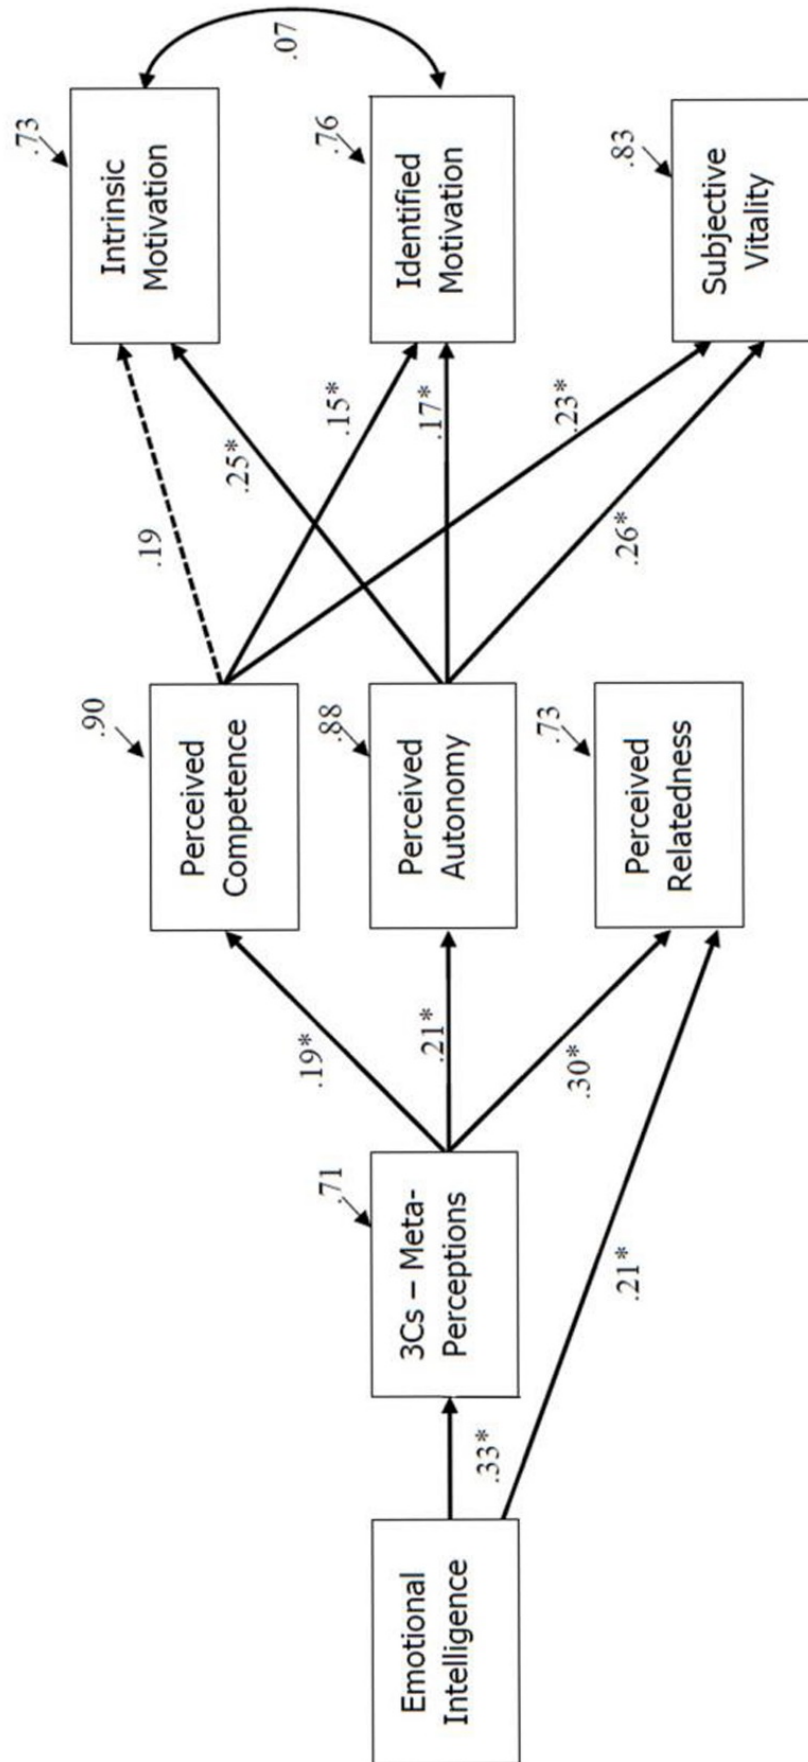 Emotional
Intelligence
.33*
.21*
3Cs – Meta-
Perceptions
.71
.19*
.21*
.30*
Perceived
Competence
.90
Perceived
Autonomy
.88
Perceived
Relatedness
.73
.19
.25*
.15*
.17*
.23*
.26*
Intrinsic
Motivation
.73
.07
Identified
Motivation
.76
Subjective
Vitality
.83